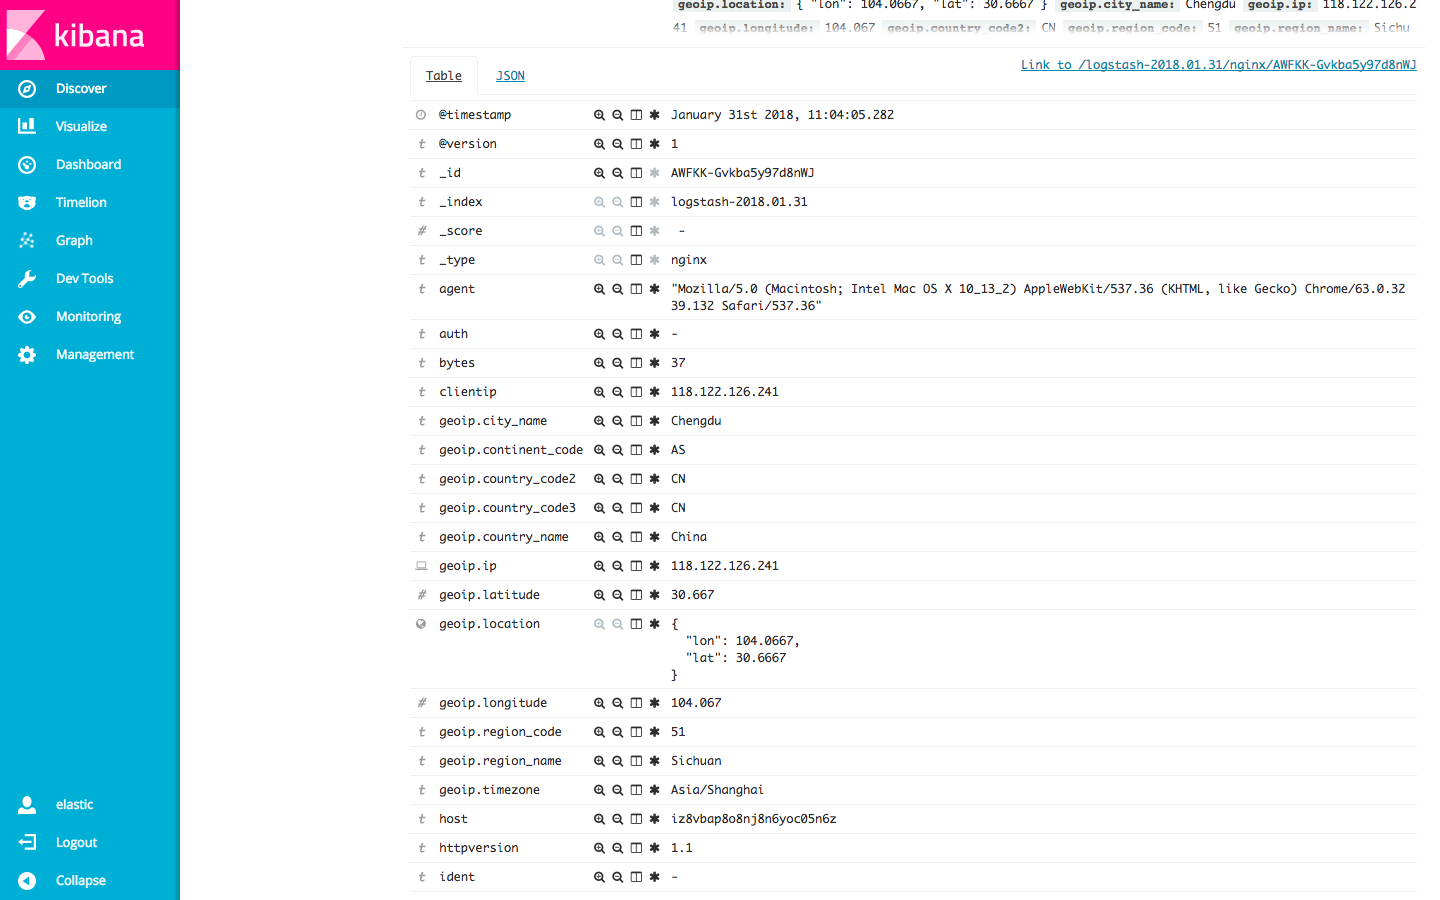 kibana
Discover
Visualize
Dashboard
Timelion
Graph
Dev Tools
Monitoring
Management
elastic
Logout
Collapse
geoip.location: { "lon": 104.0667, "lat": 30.6667 } geoip.city_name: Chengdu geoip.ip: 118.122.126.2
41 geoip.longitude: 104.067 geoip.country_code2: CN geoip.region_code: 51 geoip.region_name: Sichu
Table JSON
Link to /logstash-2018.01.31/nginx/AWFKK-Gvkba5y97d8nWJ
@timestamp January 31st 2018, 11:04:05.282
t @version 1
t _id AWFKK-Gvkba5y97d8nWJ
t _index logstash-2018.01.31
# _score -
t _type nginx
t agent "Mozilla/5.0 (Macintosh; Intel Mac OS X 10_13_2) AppleWebKit/537.36 (KHTML, like Gecko) Chrome/63.0.32
39.132 Safari/537.36"
t auth -
t bytes 37
t clientip 118.122.126.241
t geoip.city_name Chengdu
t geoip.continent_code AS
t geoip.country_code2 CN
t geoip.country_code3 CN
t geoip.country_name China
geoip.ip 118.122.126.241
# geoip.latitude 30.667
geoip.location {
"lon": 104.0667,
"lat": 30.6667
}
# geoip.longitude 104.067
t geoip.region_code 51
t geoip.region_name Sichuan
t geoip.timezone Asia/Shanghai
t host iz8vbap8o8nj8n6yoc05n6z
t httpversion 1.1
t ident -